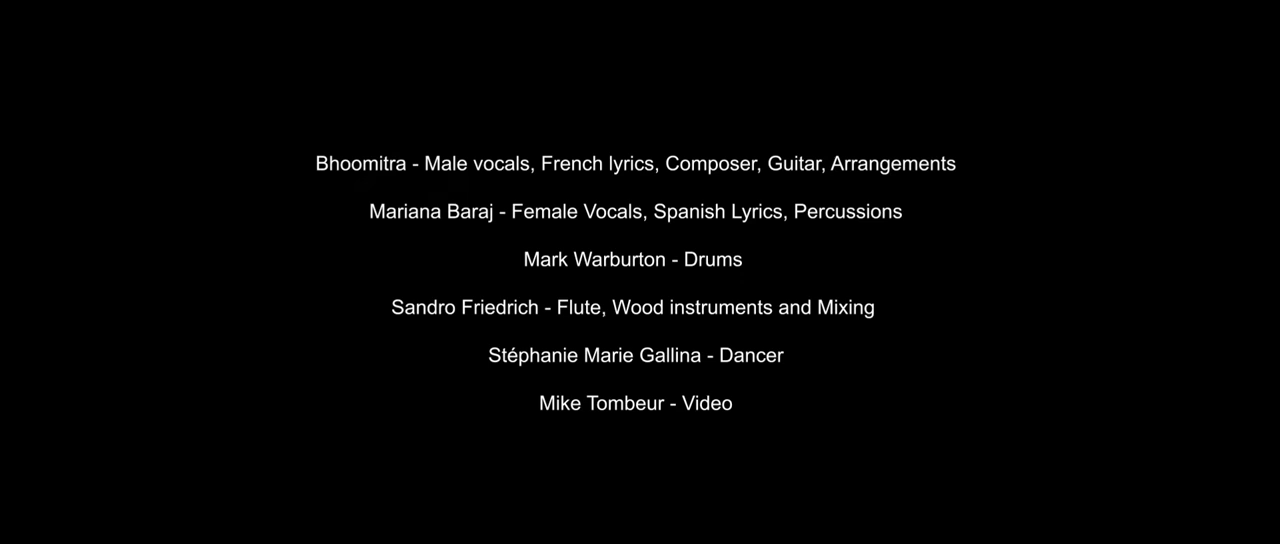 Bhoomitra - Male vocals, French lyrics, Composer, Guitar, Arrangements
Mariana Baraj - Female Vocals, Spanish Lyrics, Percussions
Mark Warburton - Drums
Sandro Friedrich - Flute, Wood instruments and Mixing
Stéphanie Marie Gallina - Dancer
Mike Tombeur - Video